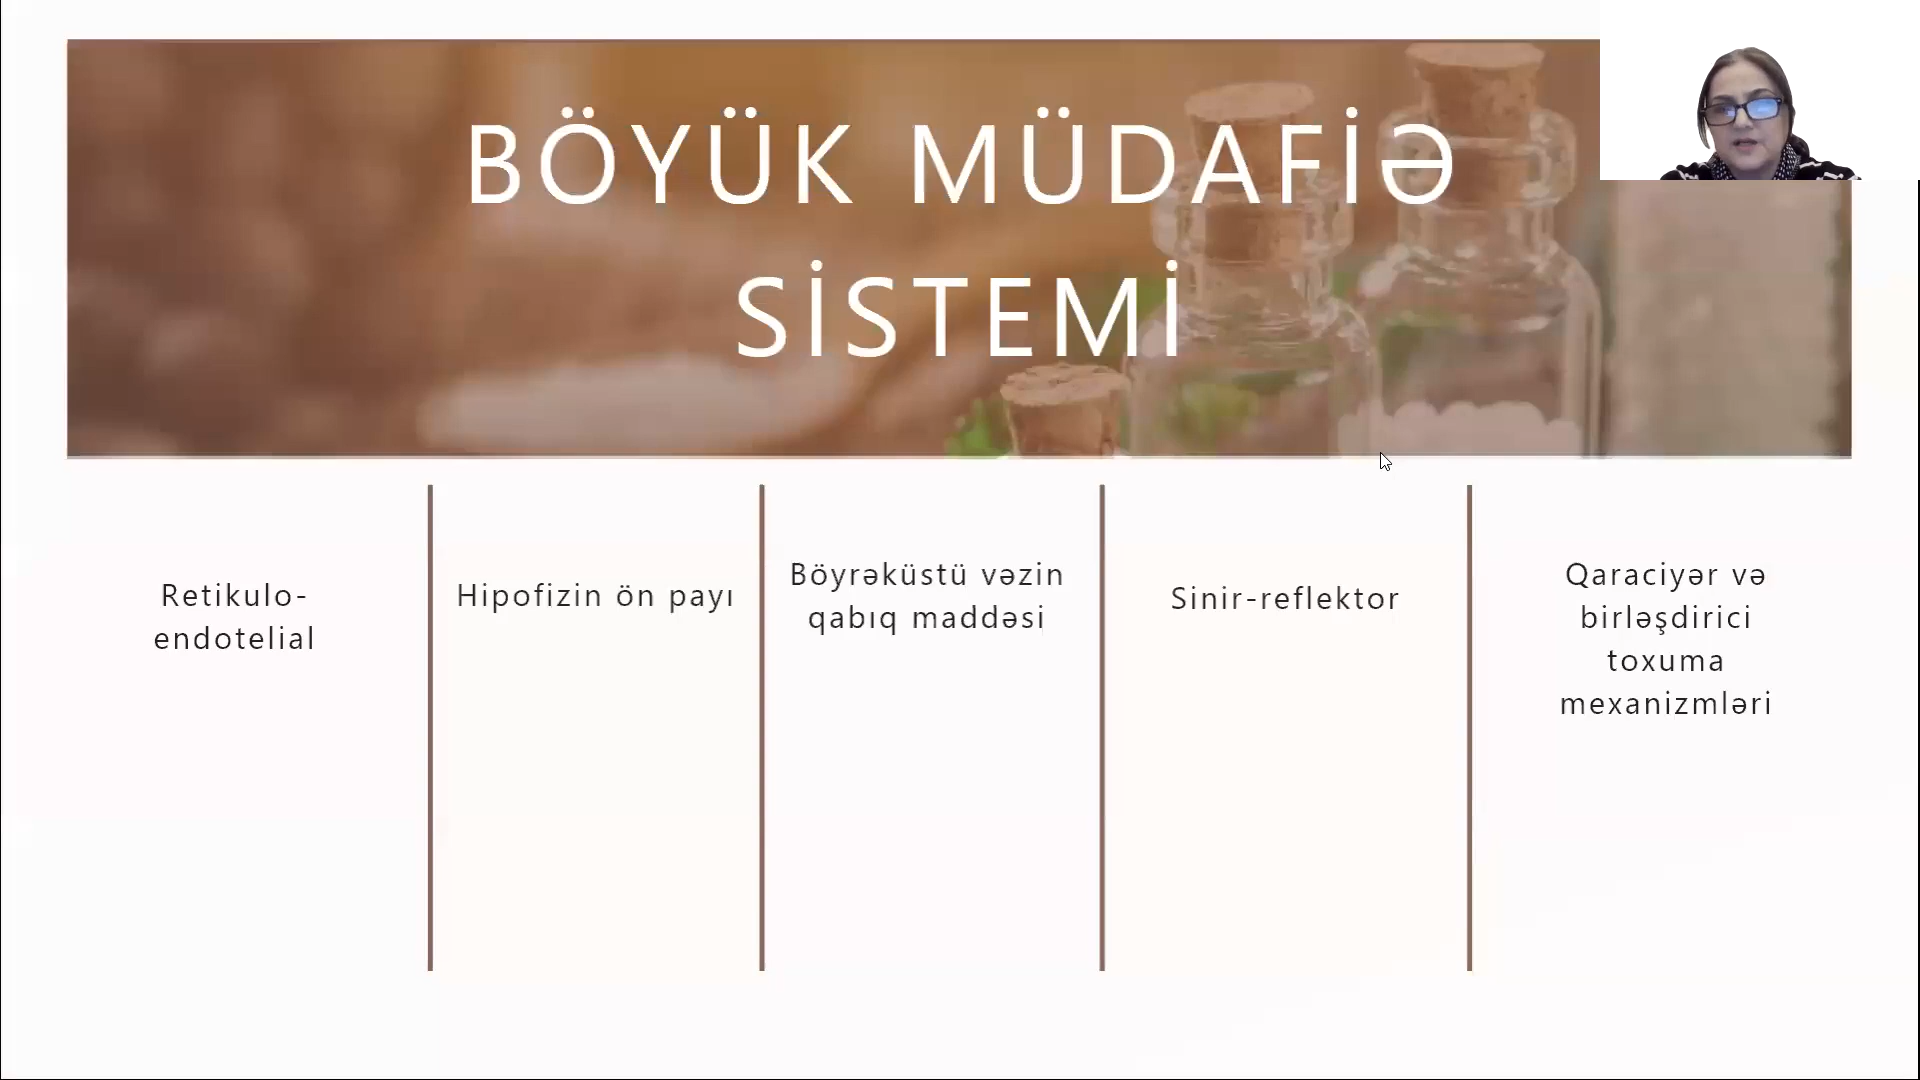 BÖYÜK MÜDAFİƏ
SİSTEMİ
Retikulo-
endotelial
Hipofizin ön payı
Böyrəküstü vəzin
qabıq maddəsi
Sinir-reflektor
Qaraciyər və
birləşdirici
toxuma
mexanizmləri